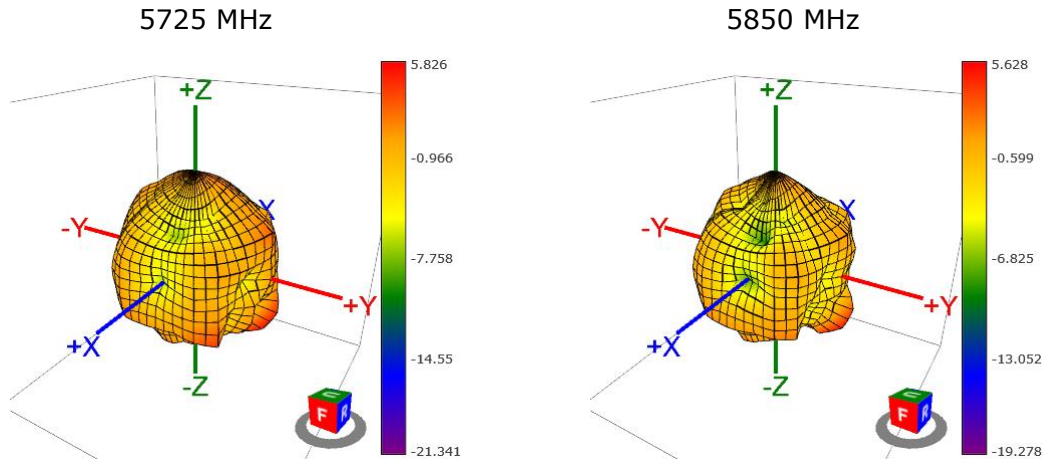 5725 MHz
5850 MHz
5.826
-0.966
-7.758
-14.55
-21.341
+Z
-Y
X
+Y
+X
-Z
F
R
5.628
-0.599
-6.825
-13.052
-19.278
+Z
-Y
X
+Y
+X
-Z
F
R